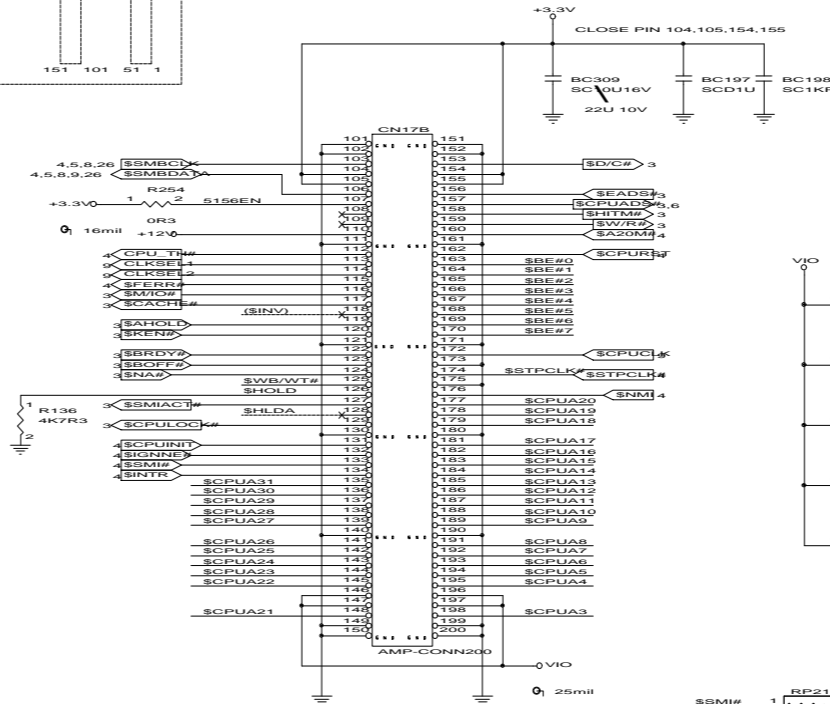 +3.3V
CLOSE PIN 104,105,154,155
151 101 51 1
BC309
SC10U16V
22U 10V
BC197
SCD1U
BC198
CN17B
101 151
102 152
4,5,8,26 $SMBCLK 103 153 $D/C# 3
4,5,8,9,26 $SMBDATA 104 154
105 155
R254 106 156 $EADS# 3
+3.3V 1 2 5156EN 107 157 $CPUADS# 3,6
108 158 $HITM# 3
0R3 109 159 $W/R# 3
16mil +12V 110 160 $A20M# 4
111 161
4 CPU_TH# 112 162 $CPURST 4
9 CLKSEL1 113 163 $BE#0
9 CLKSEL2 114 164 $BE#1
4 $FERR# 115 165 $BE#2
3 $M/IO# 116 166 $BE#3
3 $CACHE# 117 167 $BE#4
($INV) 118 168 $BE#5
3 $AHOLD 119 169 $BE#6
3 $KEN# 120 170 $BE#7
121 171
3 $BRDY# 122 172 $CPUCLK
3 $BOFF# 123 173
3 $NA# 124 174 $STPCLK# $STPCLK# 4
$WB/WT# 125 175
$HOLD 126 176 $NMI 4
3 $SMIACT# 127 177 $CPUA20
$HLDA 128 178 $CPUA19
3 $CPULOCK# 129 179 $CPUA18
130 180
4 $CPUINIT 131 181 $CPUA17
4 $IGNNE# 132 182 $CPUA16
4 $SMI# 133 183 $CPUA15
4 $INTR 134 184 $CPUA14
$CPUA31 135 185 $CPUA13
$CPUA30 136 186 $CPUA12
$CPUA29 137 187 $CPUA11
$CPUA28 138 188 $CPUA10
$CPUA27 139 189 $CPUA9
140 190
$CPUA26 141 191 $CPUA8
$CPUA25 142 192 $CPUA7
$CPUA24 143 193 $CPUA6
$CPUA23 144 194 $CPUA5
$CPUA22 145 195 $CPUA4
146 196
147 197
$CPUA21 148 198 $CPUA3
149 199
150 200
AMP-CONN200
VIO
25mil
1
R136
4K7R3
2
VIO
RP21
$SMI# 1